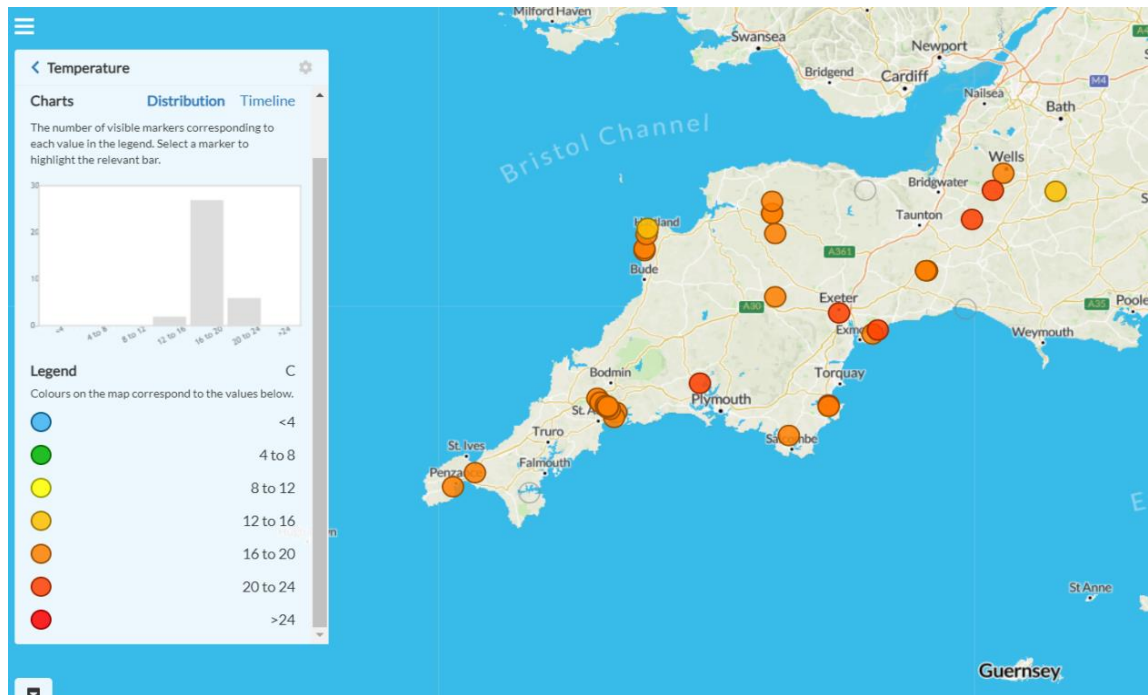 Temperature
Charts
Distribution
Timeline
The number of visible markers corresponding to
each value in the legend. Select a marker to
highlight the relevant bar.
30
20
10
0
<4
4 to 8
8 to 12
12 to 16
16 to 20
20 to 24
>24
Legend
C
Colours on the map correspond to the values below.
<4
4 to 8
8 to 12
12 to 16
16 to 20
20 to 24
>24
Milford Haven
Swansea
Newport
Bridgend
Cardiff
M4
Nailsea
Bath
Bristol Channel
Wells
Bridgwater
Taunton
Bude
A361
A30
Exeter
A35
Poole
Weymouth
Bodmin
Torquay
Plymouth
Truro
St. Ives
Falmouth
St Anne
Guernsey